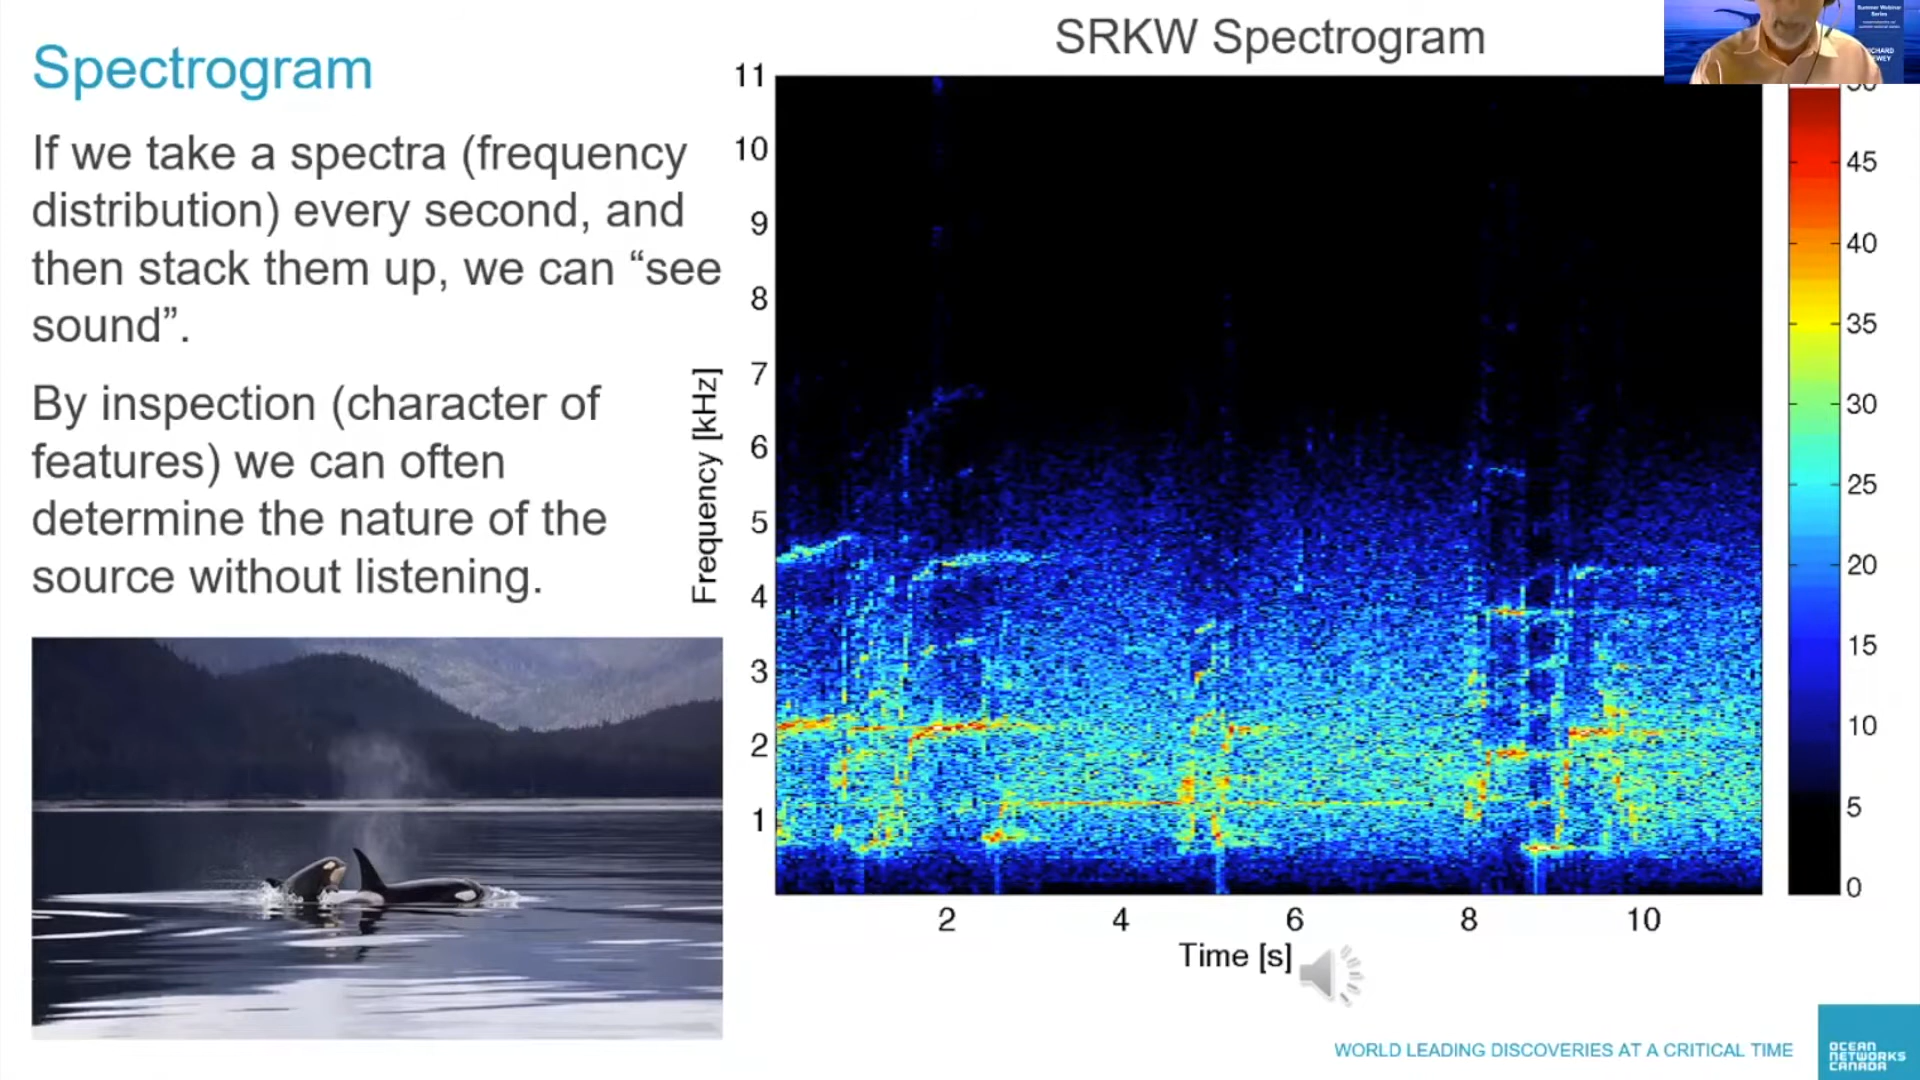 Spectrogram
If we take a spectra (frequency
distribution) every second, and
then stack them up, we can “see
sound”.
By inspection (character of
features) we can often
determine the nature of the
source without listening.
SRKW Spectrogram
Frequency [kHz]
11
10
9
8
7
6
5
4
3
2
1
2 4 6 8 10
Time [s]
45
40
35
30
25
20
15
10
5
0
Summer Webinar
Series
WORLD LEADING DISCOVERIES AT A CRITICAL TIME
OCEAN
NETWORKS
CANADA